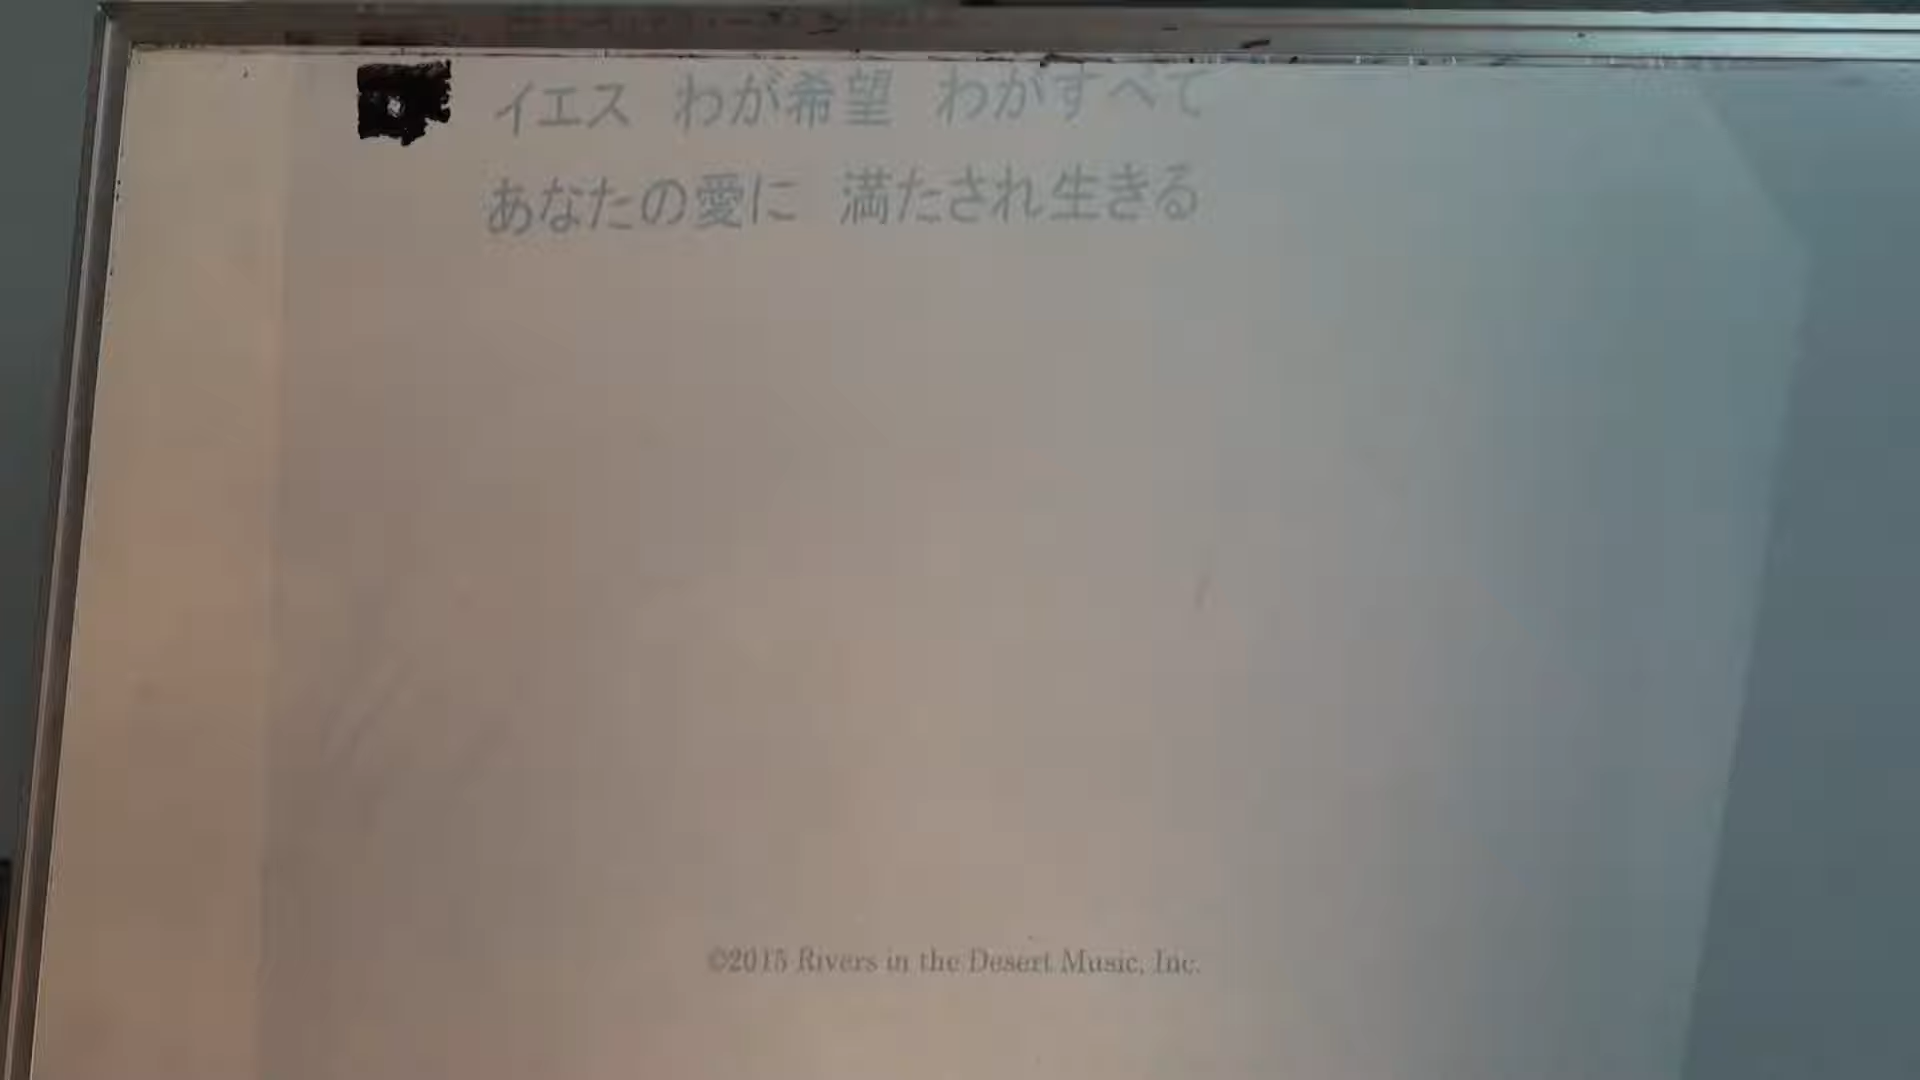 イエス わが希望 わがすべて
あなたの愛に 満たされ生きる
©2015 Rivers in the Desert Music, Inc.